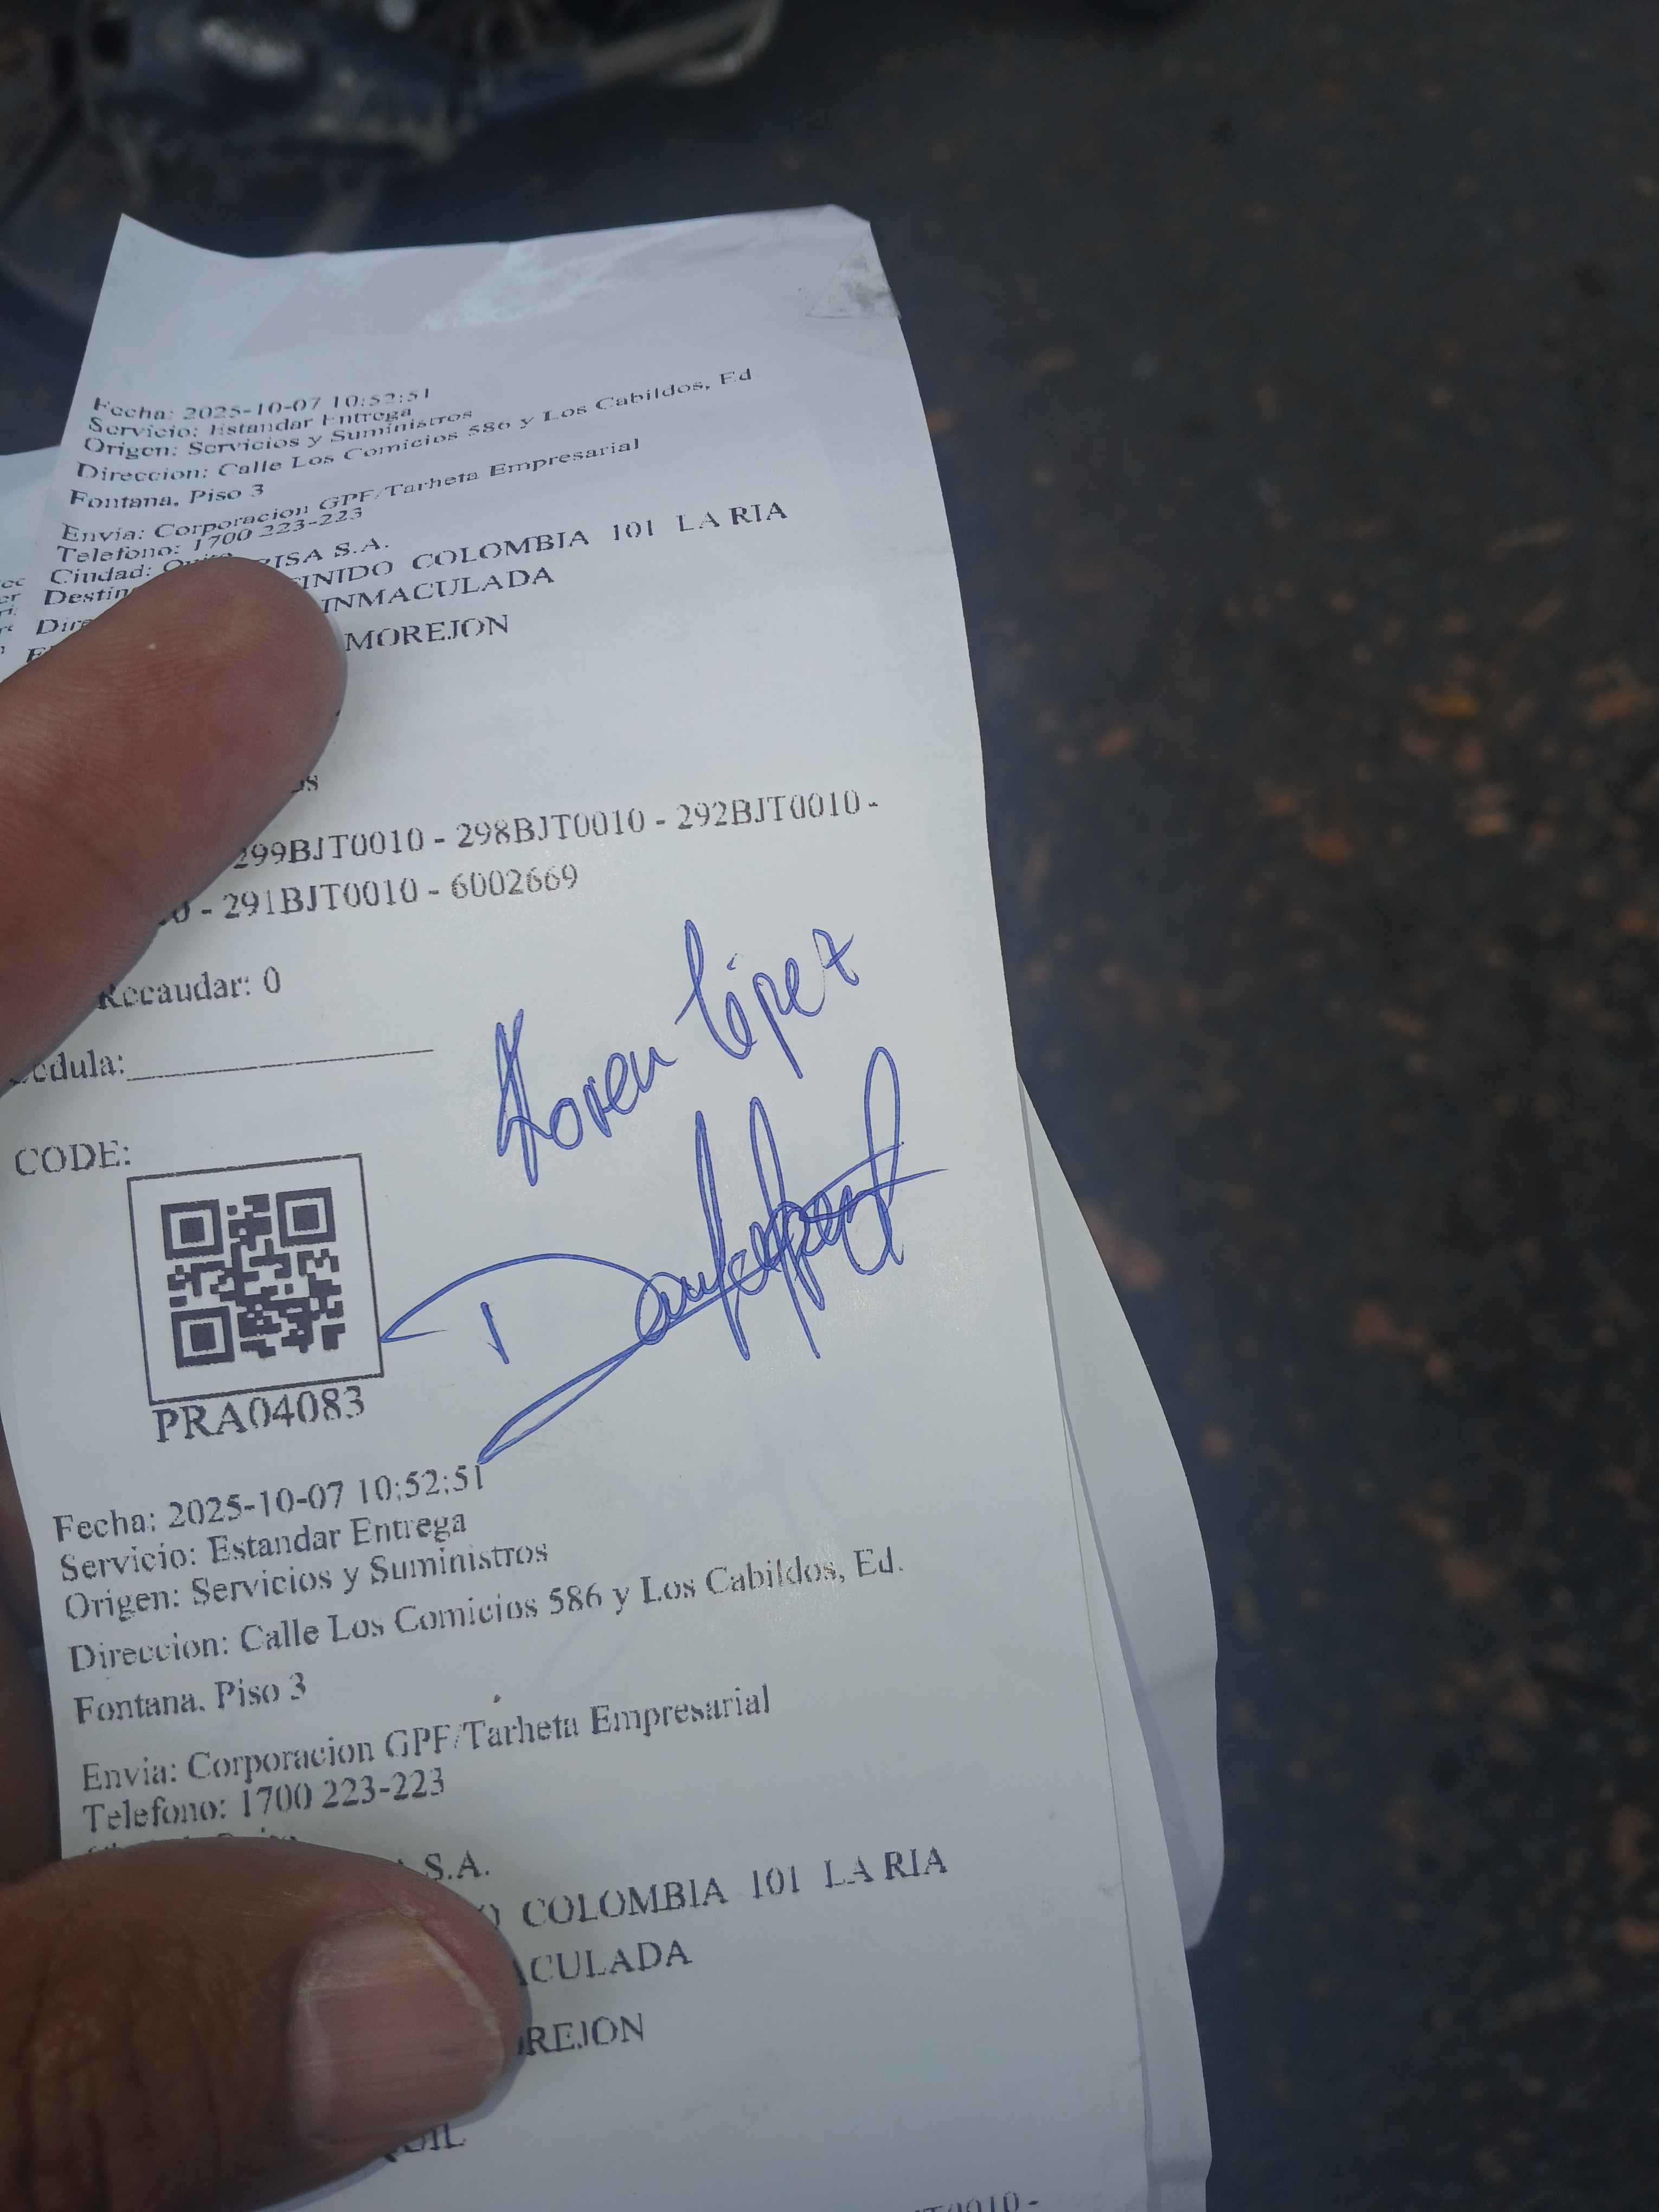 Fecha: 2025-10-07 10:52:51
Servicio: Estandar Entrega
Origen: Servicios y Suministros
Direccion: Calle Los Comicios 586 y Los Cabildos, Ed
Fontana. Piso 3
Envia: Corporacion GPF/Tarheta Empresarial
Telefono: 1700 223-223
Ciudad:
S.A.
COLOMBIA 101 LA RIA
INMACULADA
MOREJON
299BJT0010 - 298BJT0010 - 292BJT0010 -
- 291BJT0010 - 6002669
Recaudar: 0
Koren López
CODE:
PRA04083
Fecha: 2025-10-07 10:52:51
Servicio: Estandar Entrega
Origen: Servicios y Suministros
Direccion: Calle Los Comicios 586 y Los Cabildos, Ed.
Fontana. Piso 3
Envia: Corporacion GPF/Tarheta Empresarial
Telefono: 1700 223-223
S.A.
COLOMBIA 101 LA RIA